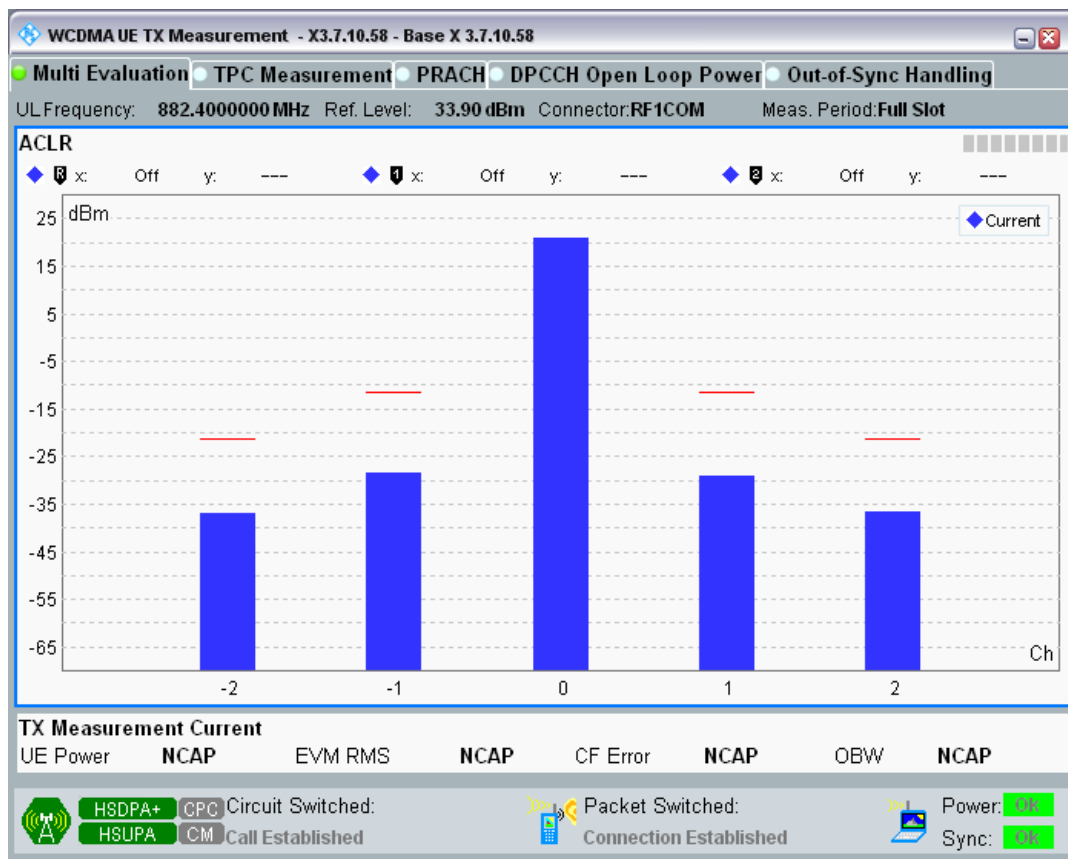 WCDMA UE TX Measurement - X3.7.10.58 - Base X 3.7.10.58
Multi Evaluation TPC Measurement PRACH DPCCH Open Loop Power Out-of-Sync Handling
UL Frequency: 882.4000000 MHz Ref. Level: 33.90 dBm Connector:RF1COM Meas. Period:Full Slot
ACLR
R x: Off y: --- 1 x: Off y: --- 2 x: Off y: ---
dBm
Current
25
15
5
-5
-15
-25
-35
-45
-55
-65
Ch
-2 -1 0 1 2
TX Measurement Current
UE Power NCAP EVM RMS NCAP CF Error NCAP OBW NCAP
HSDPA+ CPC Circuit Switched: Packet Switched: Power: OK
HSUPA CM Call Established Connection Established Sync: OK